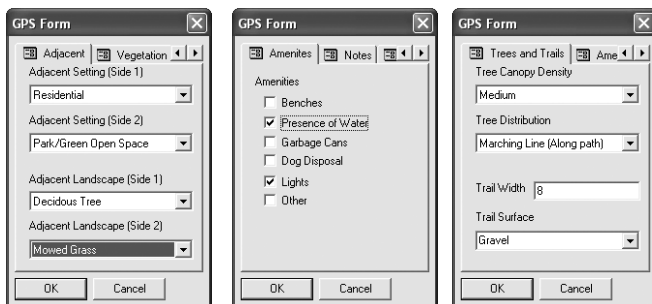 GPS Form
Adjacent
Vegetation
Adjacent Setting (Side 1)
Residential
Adjacent Setting (Side 2)
Park/Green Open Space
Adjacent Landscape (Side 1)
Decidous Tree
Adjacent Landscape (Side 2)
Mowed Grass
OK Cancel
GPS Form
Amenites
Notes
Amenities
Benches
Presence of Water
Garbage Cans
Dog Disposal
Lights
Other
OK Cancel
GPS Form
Trees and Trails
Ame
Tree Canopy Density
Medium
Tree Distribution
Marching Line (Along path)
Trail Width 8
Trail Surface
Gravel
OK Cancel